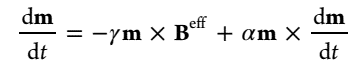 dm/dt = −γm × B^eff + αm × dm/dt